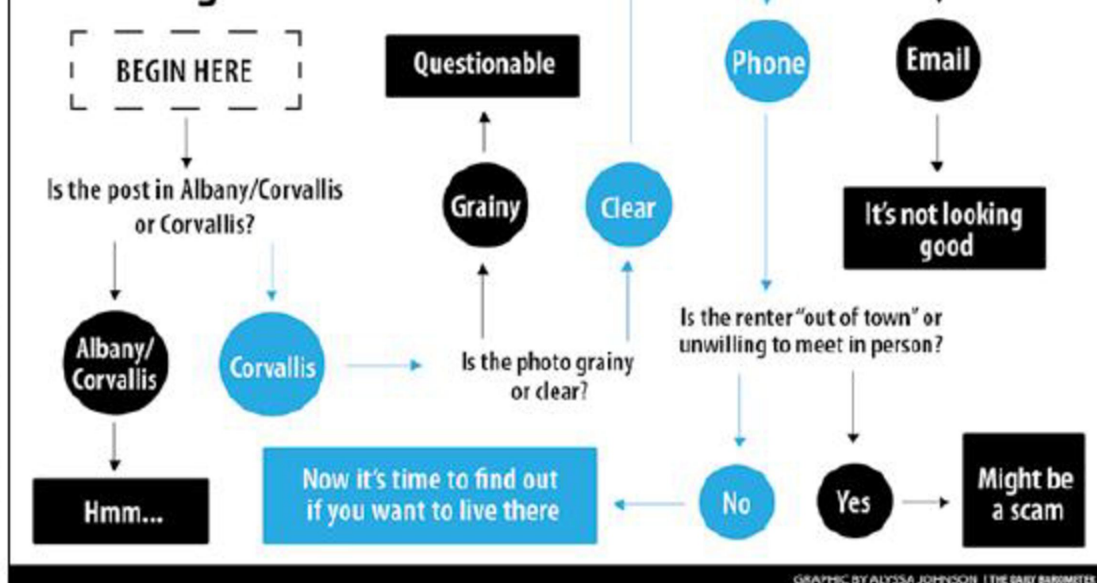 BEGIN HERE
Is the post in Albany/Corvallis
or Corvallis?
Albany/
Corvallis
Hmm...
Corvallis
Is the photo grainy
or clear?
Grainy
Questionable
Clear
Phone
Email
It's not looking
good
Is the renter "out of town" or
unwilling to meet in person?
No
Now it's time to find out
if you want to live there
Yes
Might be
a scam
GRAPHIC BY ALYSSA JOHNSON | THE DAILY BAROMETER